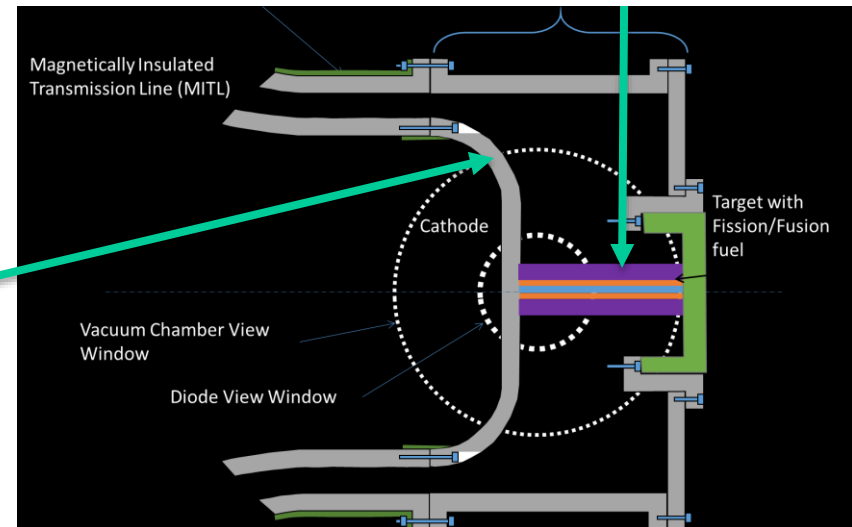 Magnetically Insulated
Transmission Line (MITL)
Cathode
Target with
Fission/Fusion
fuel
Vacuum Chamber View
Window
Diode View Window